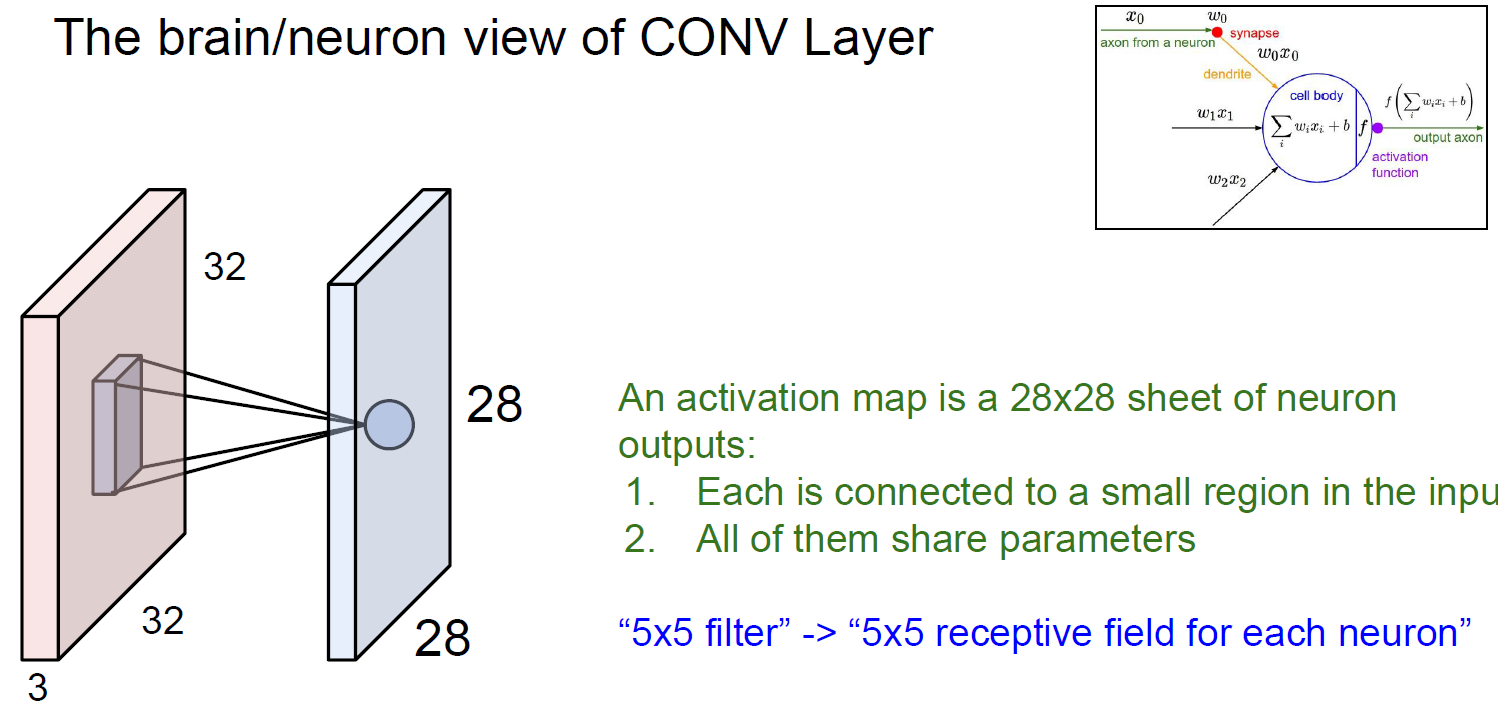 The brain/neuron view of CONV Layer
x₀ w₀
synapse
axon from a neuron
w₀x₀
dendrite
cell body
f(∑ᵢ wᵢxᵢ + b)
w₁x₁
∑ᵢ wᵢxᵢ + b f
output axon
activation
function
w₂x₂
32
28
32
28
3
An activation map is a 28x28 sheet of neuron
outputs:
1. Each is connected to a small region in the inpu
2. All of them share parameters
“5x5 filter” -> “5x5 receptive field for each neuron”